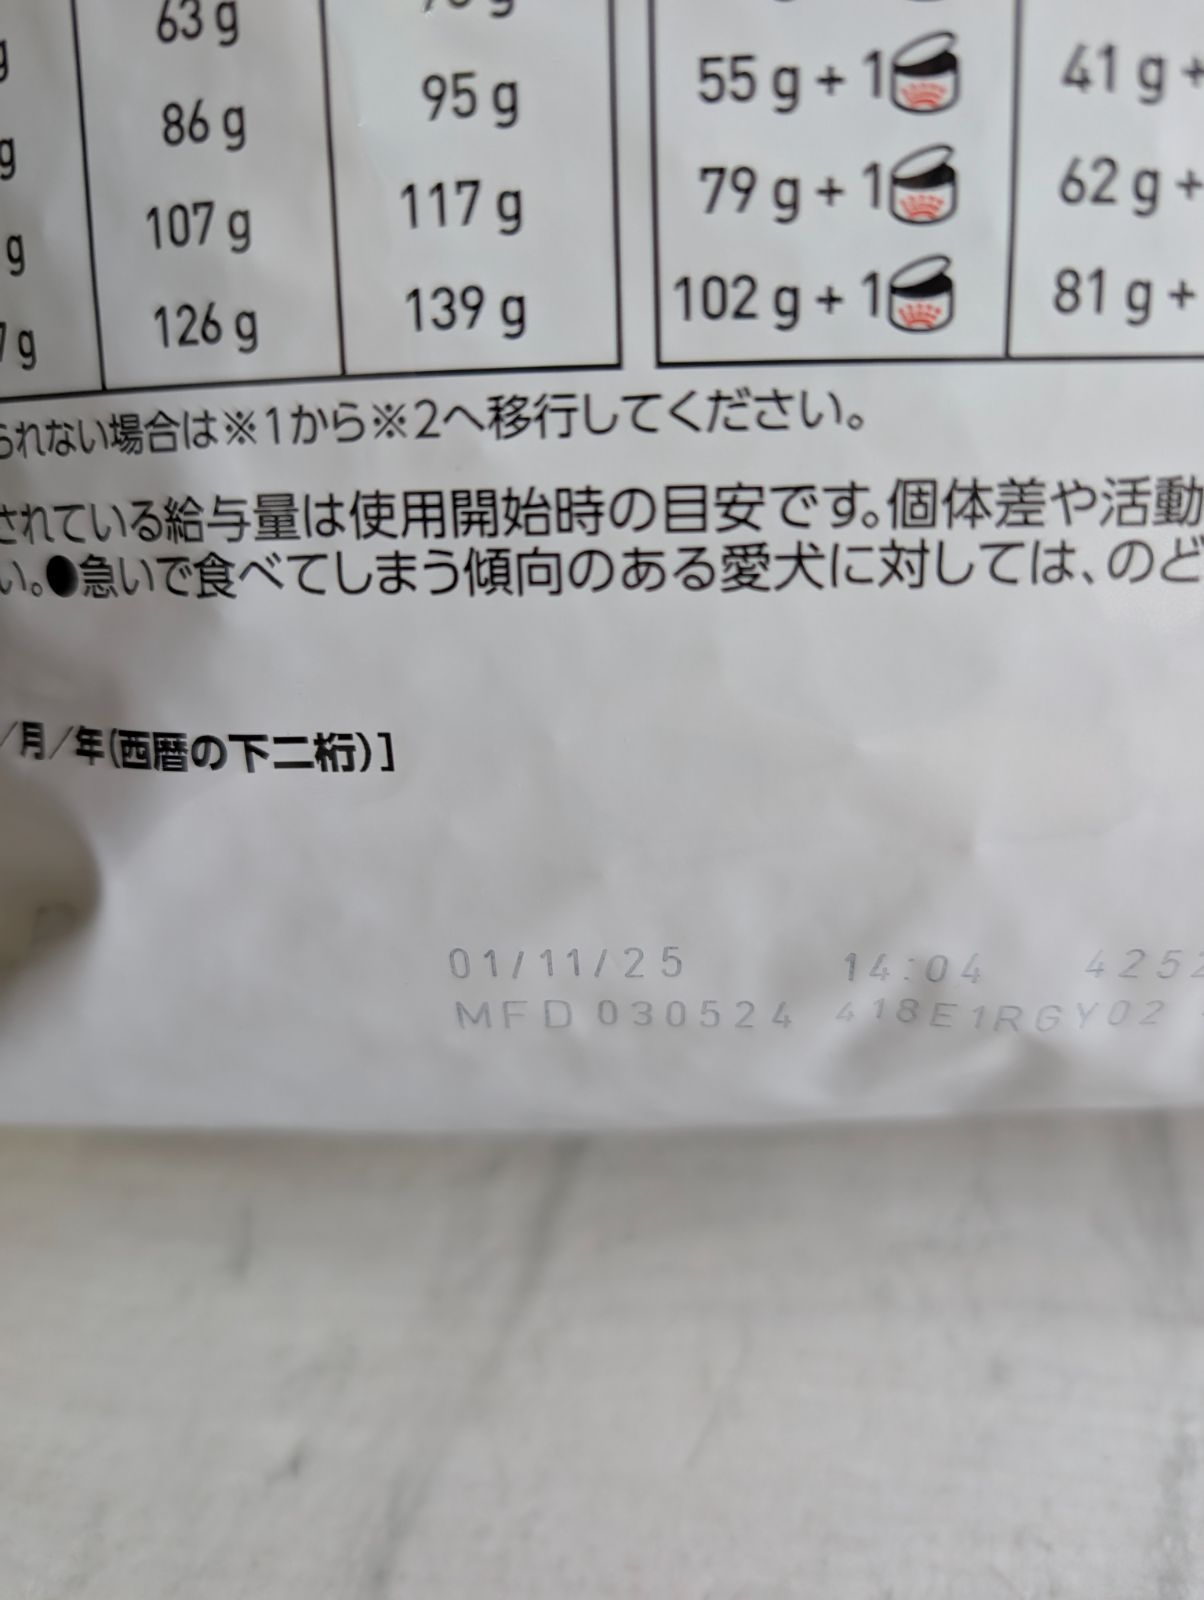 63 g
86 g 95 g 55 g + 1 41 g +
107 g 117 g 79 g + 1 62 g +
126 g 139 g 102 g + 1 81 g +
られない場合は※1から※2へ移行してください。
されている給与量は使用開始時の目安です。個体差や活動
い。●急いで食べてしまう傾向のある愛犬に対しては、のど
/月/年(西暦の下二桁)]
01/11/25 14:04 4252
MFD 030524 418E1RGY02